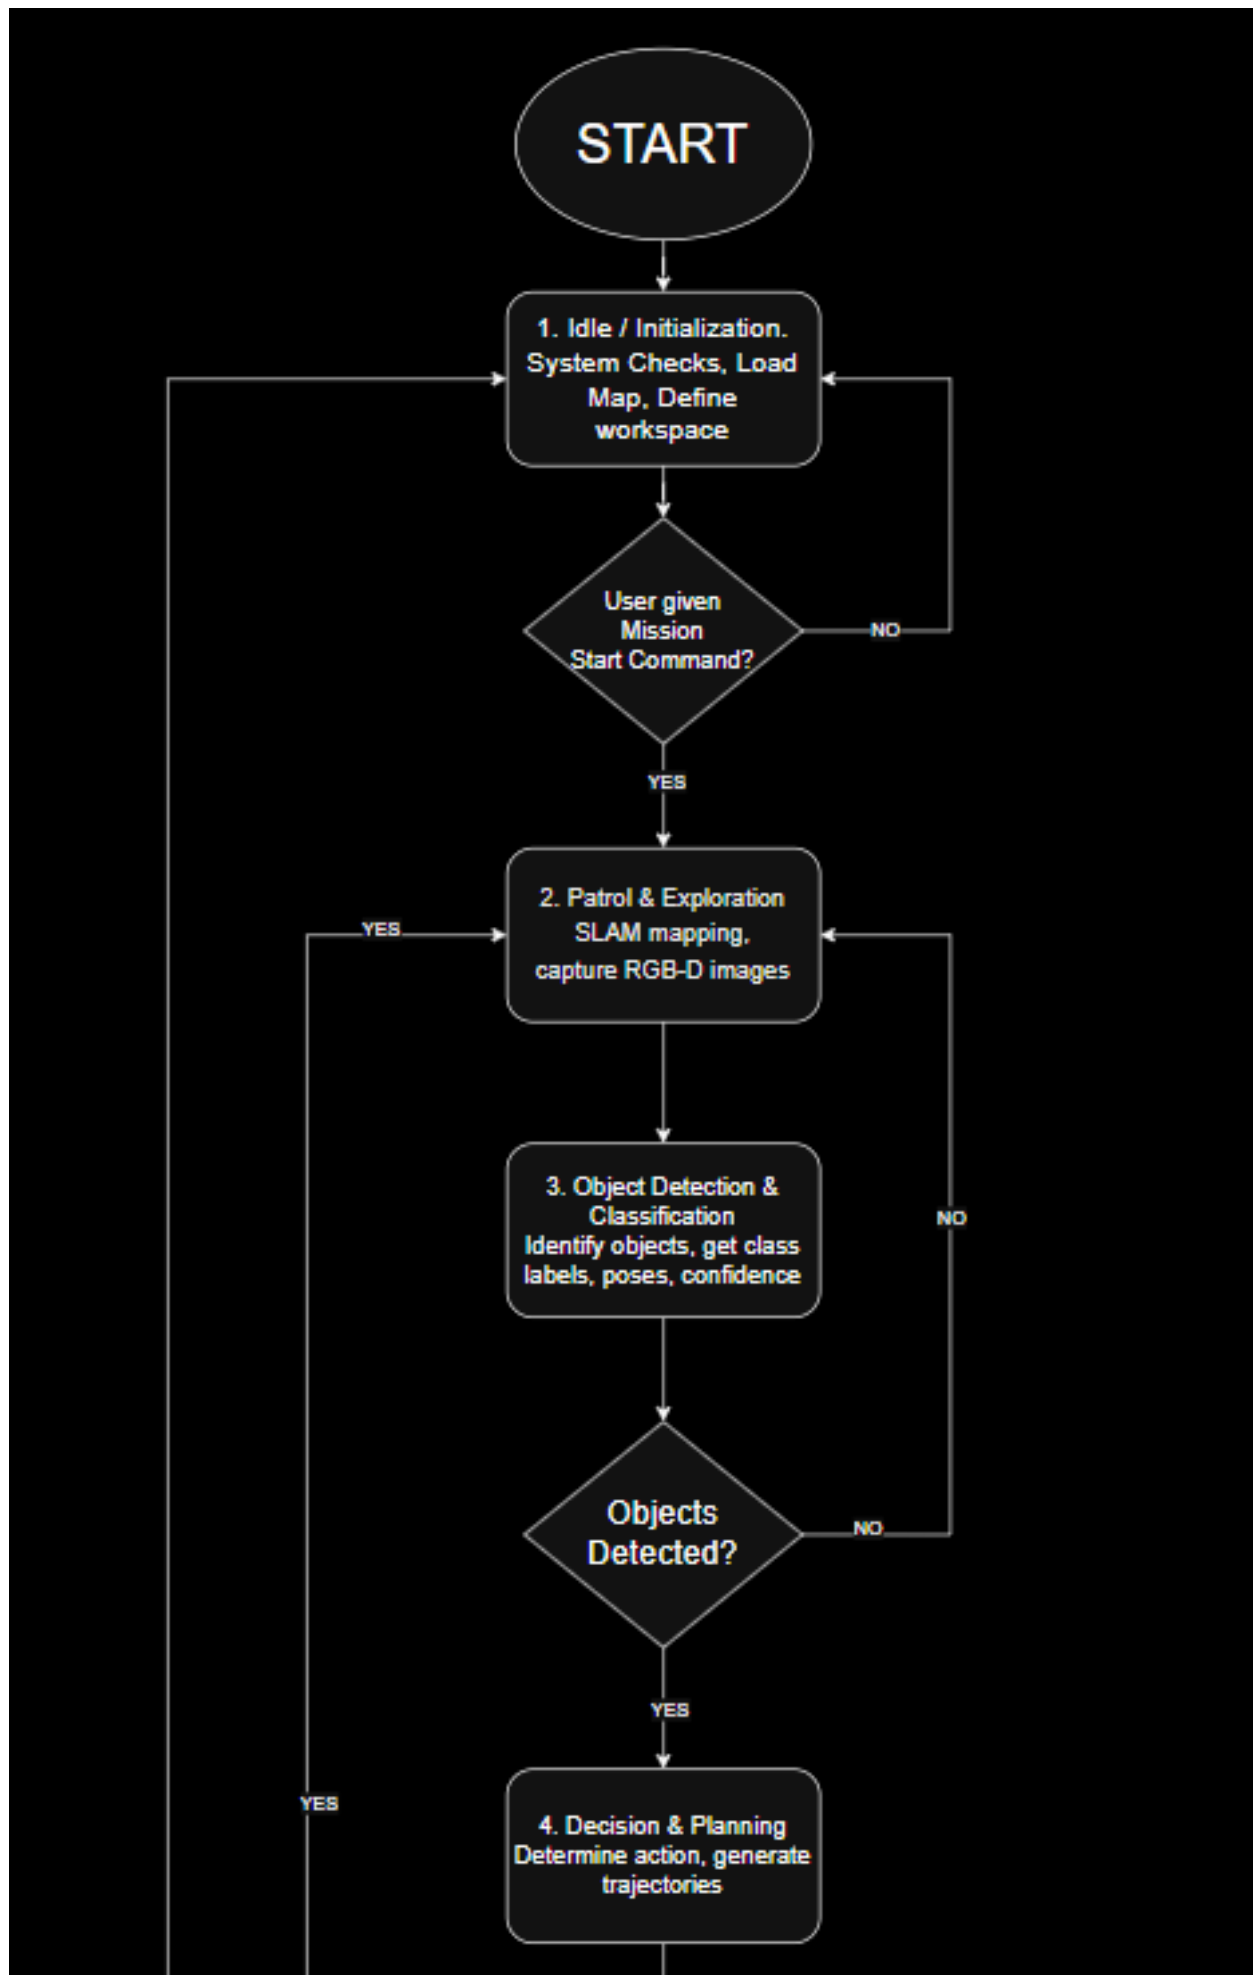 START
1. Idle / Initialization.
System Checks, Load
Map, Define
workspace
User given
Mission
Start Command?
NO
YES
2. Patrol & Exploration
SLAM mapping,
capture RGB-D images
YES
3. Object Detection &
Classification
Identify objects, get class
labels, poses, confidence
NO
Objects
Detected?
NO
YES
YES
4. Decision & Planning
Determine action, generate
trajectories